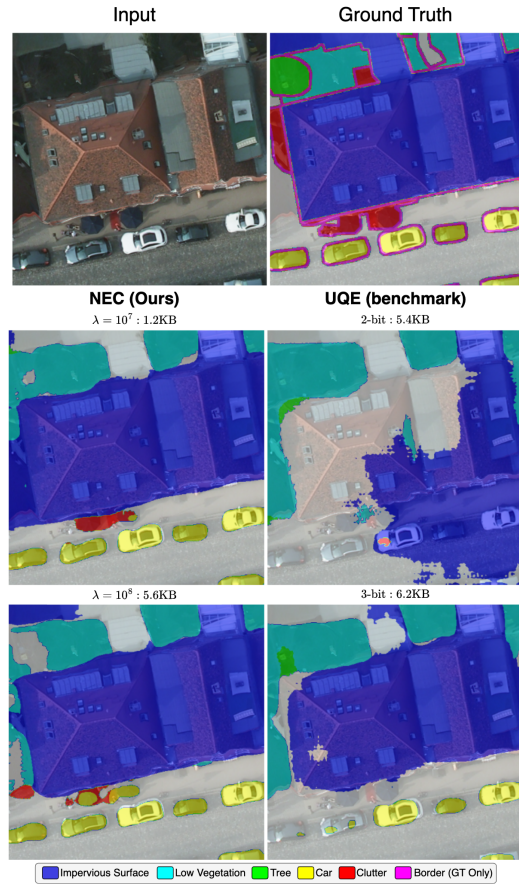 Input
Ground Truth
NEC (Ours)
UQE (benchmark)
λ = 10⁷ : 1.2KB
2-bit : 5.4KB
λ = 10⁸ : 5.6KB
3-bit : 6.2KB
Impervious Surface
Low Vegetation
Tree
Car
Clutter
Border (GT Only)